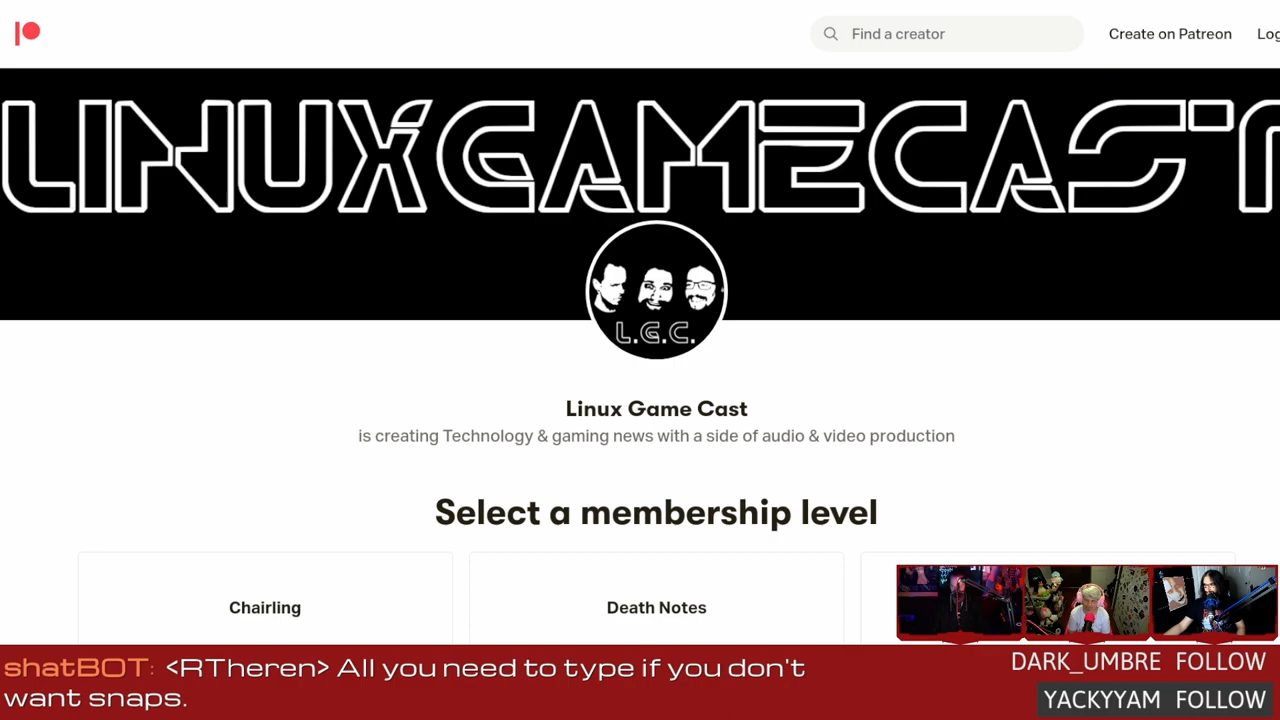 Find a creator
Create on Patreon
Log
LINUXGAMECAST
L.G.C.
Linux Game Cast
is creating Technology & gaming news with a side of audio & video production
Select a membership level
Chairling
Death Notes
shatBOT: <RTheren> All you need to type if you don't
want snaps.
DARK_UMBRE FOLLOW
YACKYYAM FOLLOW